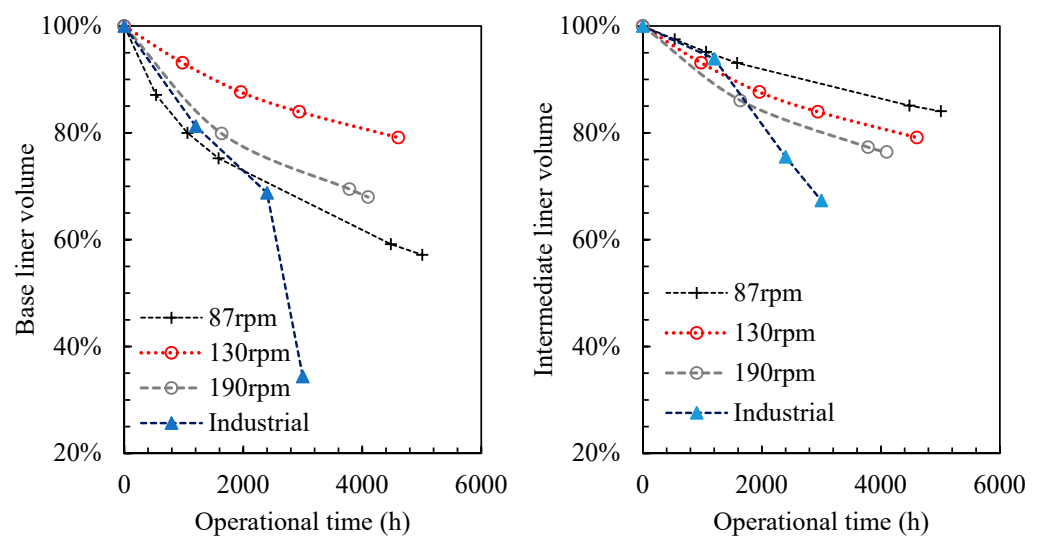 100%
80%
60%
40%
20%
Base liner volume
87rpm
130rpm
190rpm
Industrial
0
2000
4000
6000
Operational time (h)
100%
80%
60%
40%
20%
Intermediate liner volume
87rpm
130rpm
190rpm
Industrial
0
2000
4000
6000
Operational time (h)